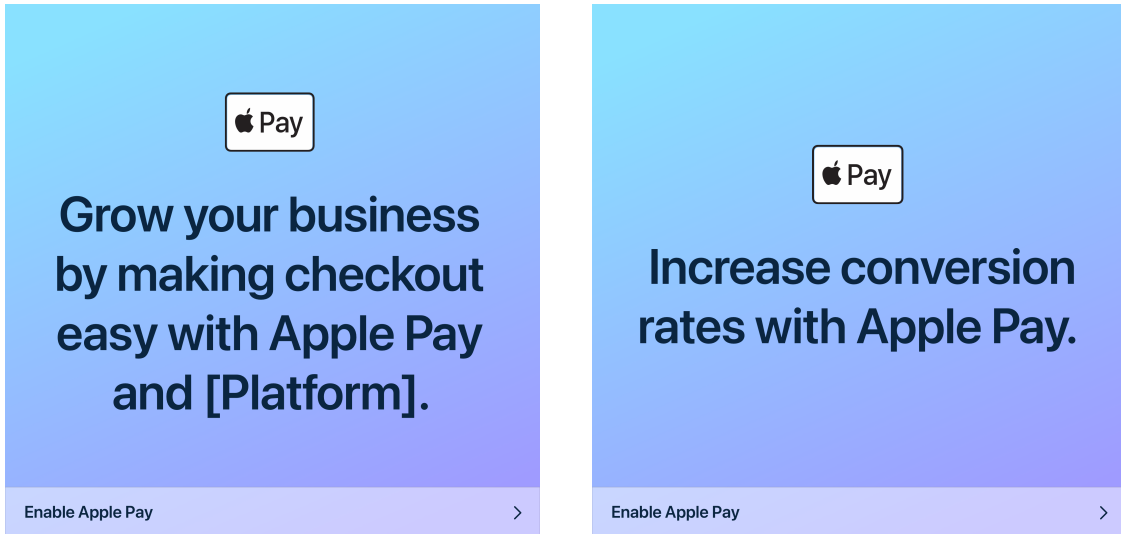 Pay
Grow your business
by making checkout
easy with Apple Pay
and [Platform].
Enable Apple Pay
Pay
Increase conversion
rates with Apple Pay.
Enable Apple Pay